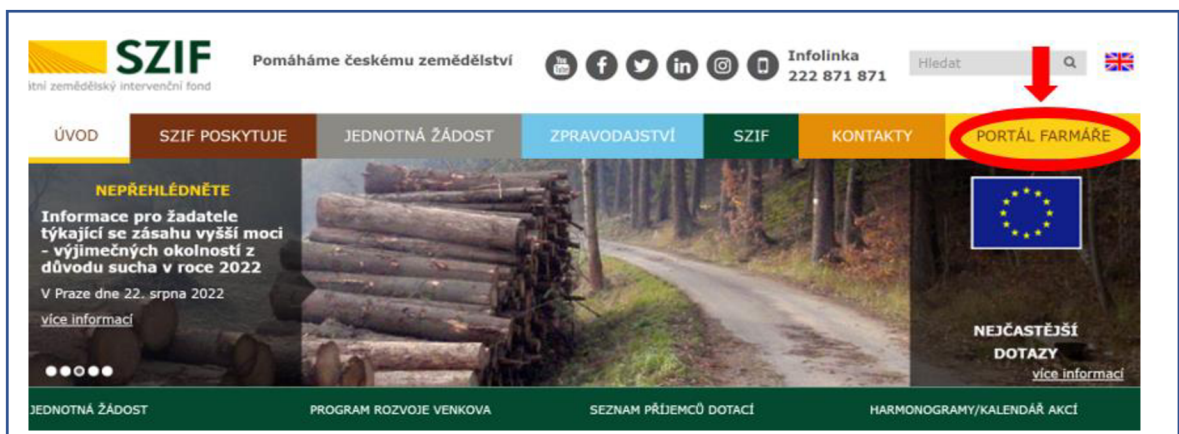 SZIF
Pomáháme českému zemědělství
You Tube
Infolinka
222 871 871
Hledat
átní zemědělský intervenční fond
ÚVOD
SZIF POSKYTUJE
JEDNOTNÁ ŽÁDOST
ZPRAVODAJSTVÍ
SZIF
KONTAKTY
PORTÁL FARMÁŘE
NEPŘEHLÉDNĚTE
Informace pro žadatele
týkající se zásahu vyšší moci
- výjimečných okolností z
důvodu sucha v roce 2022
V Praze dne 22. srpna 2022
více informací
NEJČASTĚJŠÍ
DOTAZY
více informací
JEDNOTNÁ ŽÁDOST
PROGRAM ROZVOJE VENKOVA
SEZNAM PŘÍJEMCŮ DOTACÍ
HARMONOGRAMY/KALENDÁŘ AKCÍ